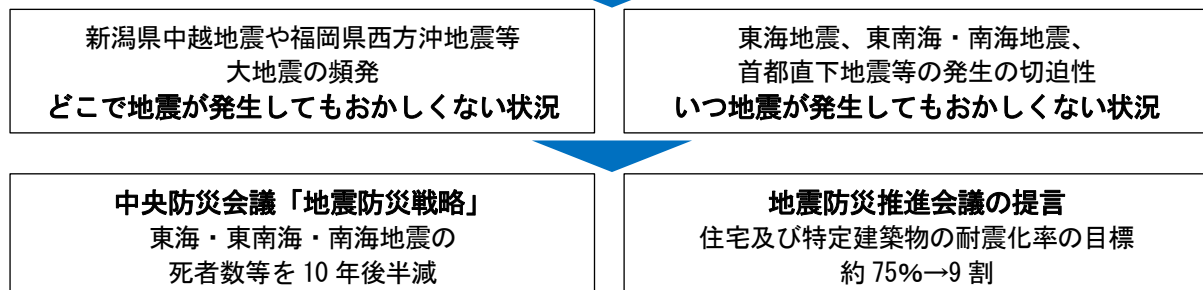 新潟県中越地震や福岡県西方沖地震等
大地震の頻発
どこで地震が発生してもおかしくない状況
東海地震、東南海・南海地震、
首都直下地震等の発生の切迫性
いつ地震が発生してもおかしくない状況
中央防災会議「地震防災戦略」
東海・東南海・南海地震の
死者数等を 10 年後半減
地震防災推進会議の提言
住宅及び特定建築物の耐震化率の目標
約 75%→9 割